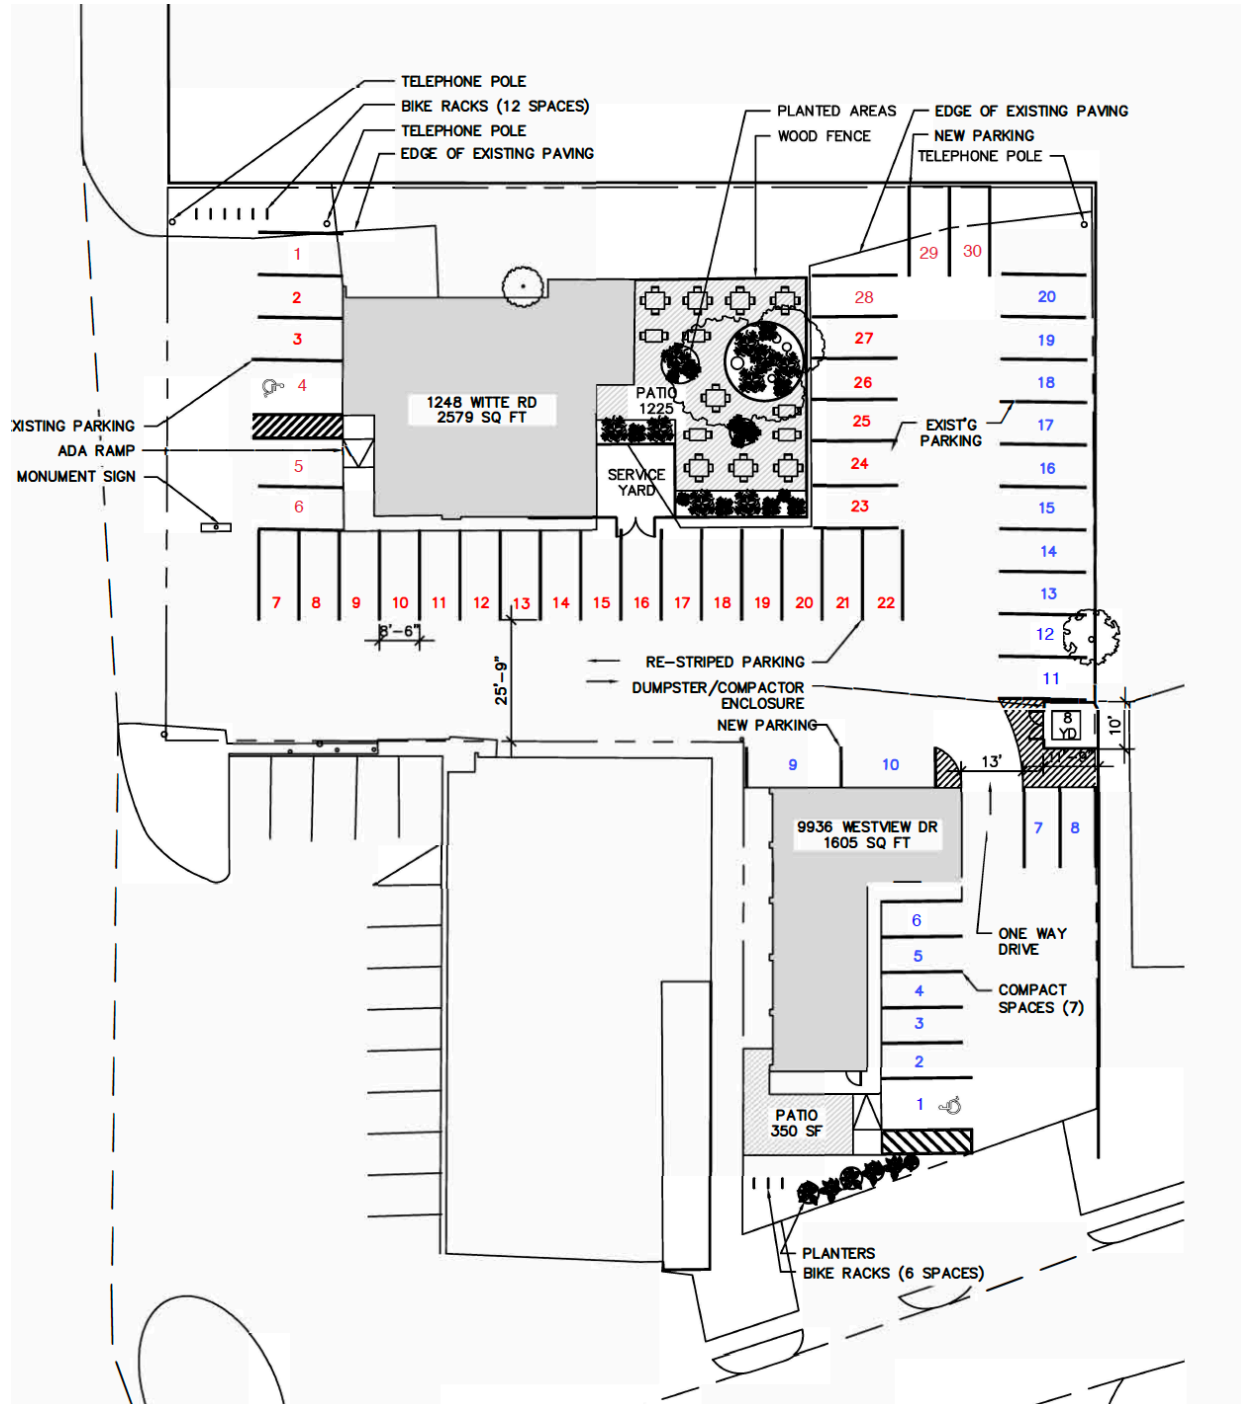 TELEPHONE POLE
BIKE RACKS (12 SPACES)
TELEPHONE POLE
EDGE OF EXISTING PAVING
PLANTED AREAS
WOOD FENCE
EDGE OF EXISTING PAVING
NEW PARKING
TELEPHONE POLE
1
2
3
4
5
6
29
30
28
27
26
25
24
23
20
19
18
17
16
15
14
13
12
11
1248 WITTE RD
2579 SQ FT
PATIO
1225
SERVICE
YARD
EXIST'G
PARKING
XISTING PARKING
ADA RAMP
MONUMENT SIGN
7
8
9
10
11
12
13
14
15
16
17
18
19
20
21
22
8'-6"
25'-9"
RE-STRIPED PARKING
DUMPSTER/COMPACTOR
ENCLOSURE
NEW PARKING
8
YD
10'
13'
11'-9"
9
10
9936 WESTVIEW DR
1605 SQ FT
7
8
6
5
4
3
2
1
ONE WAY
DRIVE
COMPACT
SPACES (7)
PATIO
350 SF
PLANTERS
BIKE RACKS (6 SPACES)